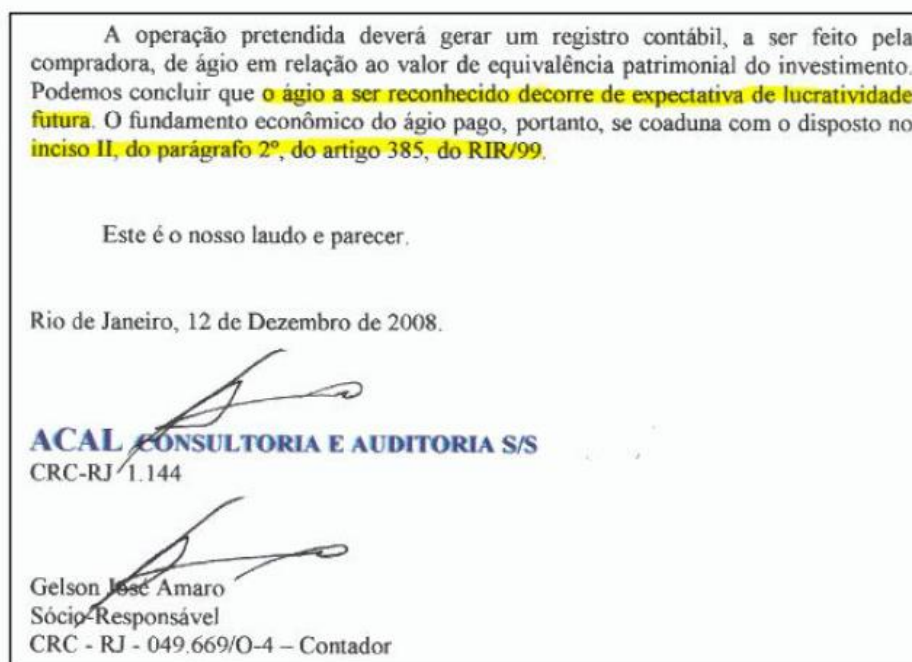 A operação pretendida deverá gerar um registro contábil, a ser feito pela
compradora, de ágio em relação ao valor de equivalência patrimonial do investimento.
Podemos concluir que o ágio a ser reconhecido decorre de expectativa de lucratividade
futura. O fundamento econômico do ágio pago, portanto, se coaduna com o disposto no
inciso II, do parágrafo 2º, do artigo 385, do RIR/99.
Este é o nosso laudo e parecer.
Rio de Janeiro, 12 de Dezembro de 2008.
ACAL CONSULTORIA E AUDITORIA S/S
CRC-RJ 1.144
Gelson José Amaro
Sócio-Responsável
CRC - RJ - 049.669/O-4 – Contador